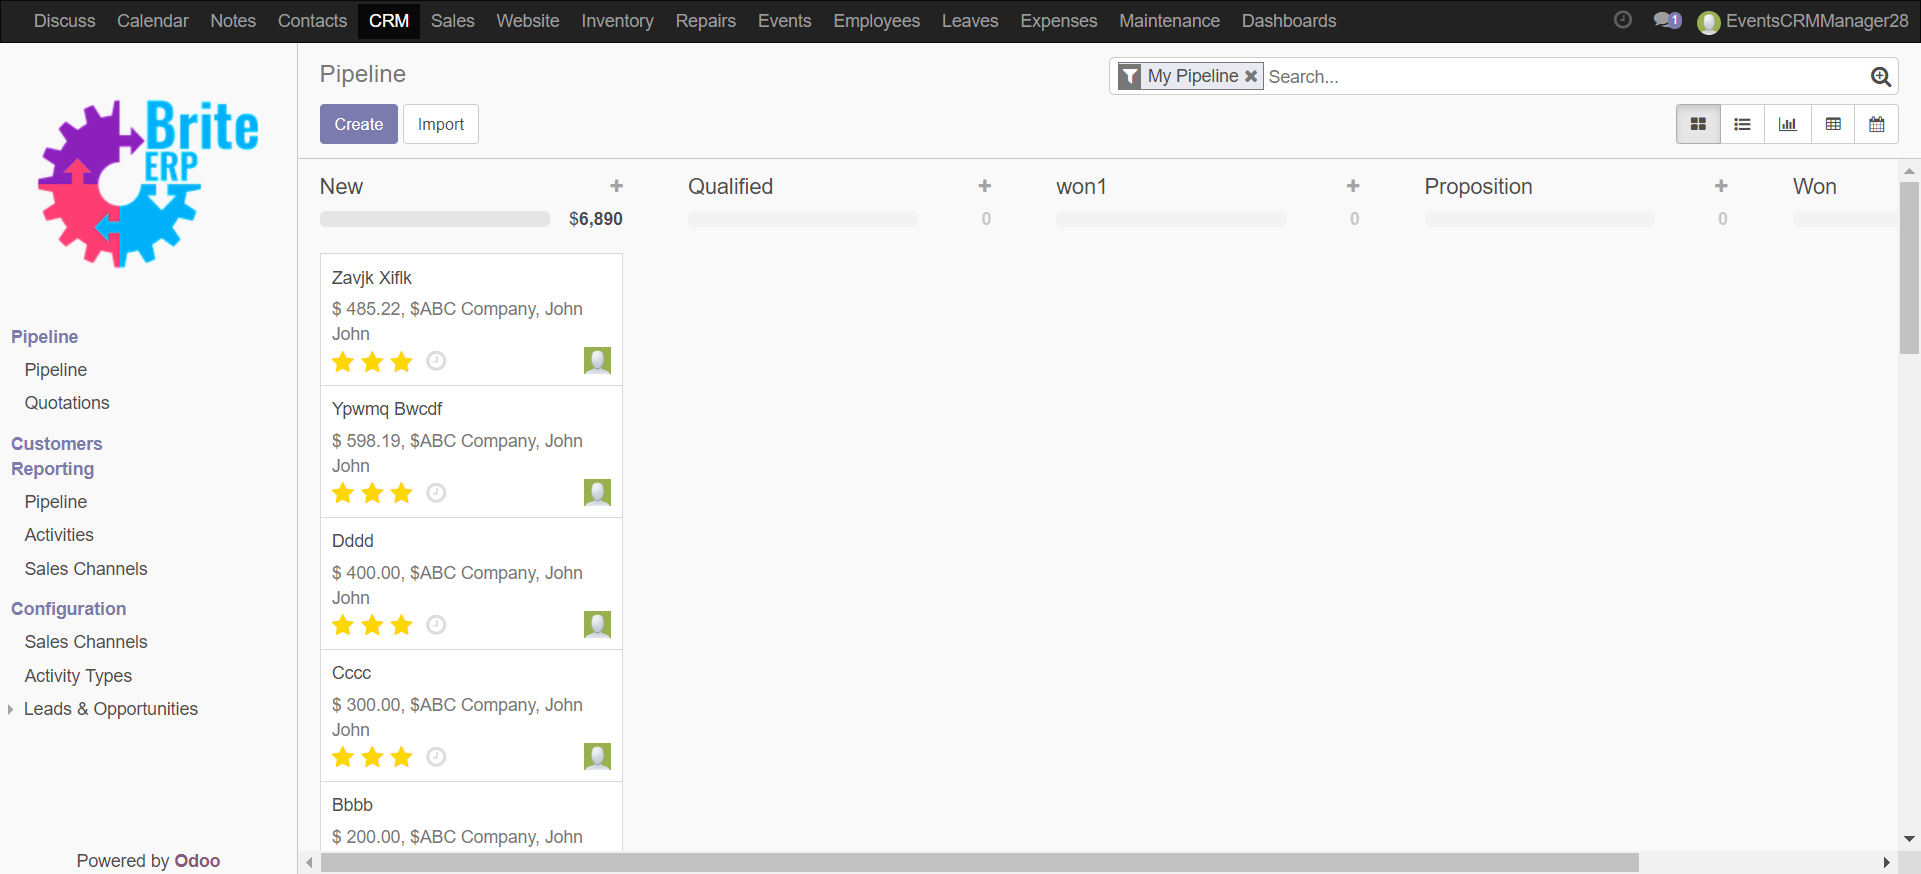 Discuss Calendar Notes Contacts CRM Sales Website Inventory Repairs Events Employees Leaves Expenses Maintenance Dashboards 1 EventsCRMManager28
Brite
ERP
Pipeline
Pipeline
Quotations
Customers
Reporting
Pipeline
Activities
Sales Channels
Configuration
Sales Channels
Activity Types
Leads & Opportunities
Powered by Odoo
Pipeline
My Pipeline Search...
Create Import
New + Qualified + won1 + Proposition + Won
$6,890 0 0 0
Zavjk Xiflk
$ 485.22, $ABC Company, John
John
Ypwmq Bwcdf
$ 598.19, $ABC Company, John
John
Dddd
$ 400.00, $ABC Company, John
John
Cccc
$ 300.00, $ABC Company, John
John
Bbbb
$ 200.00, $ABC Company, John